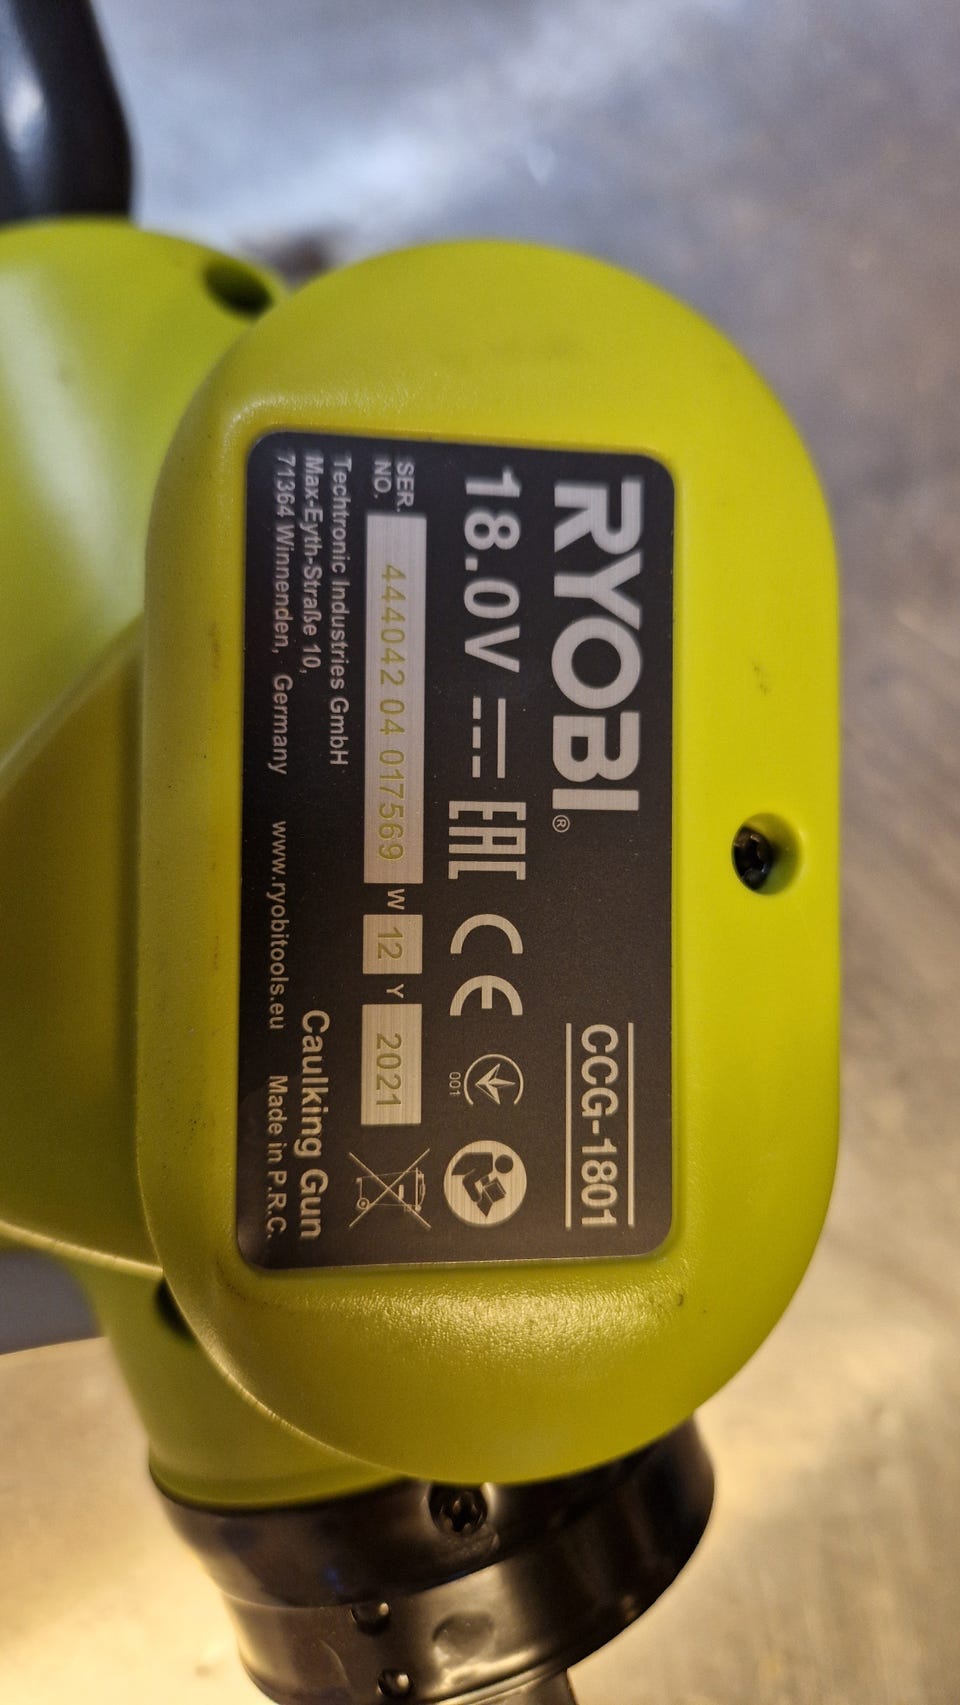 RYOBI®
CCG-1801
18.0V EAC CE 001
SER. NO. 444042 04 017569 W 12 Y 2021
Techtronic Industries GmbH
Max-Eyth-Straße 10,
71364 Winnenden, Germany www.ryobitools.eu
Caulking Gun
Made in P.R.C.